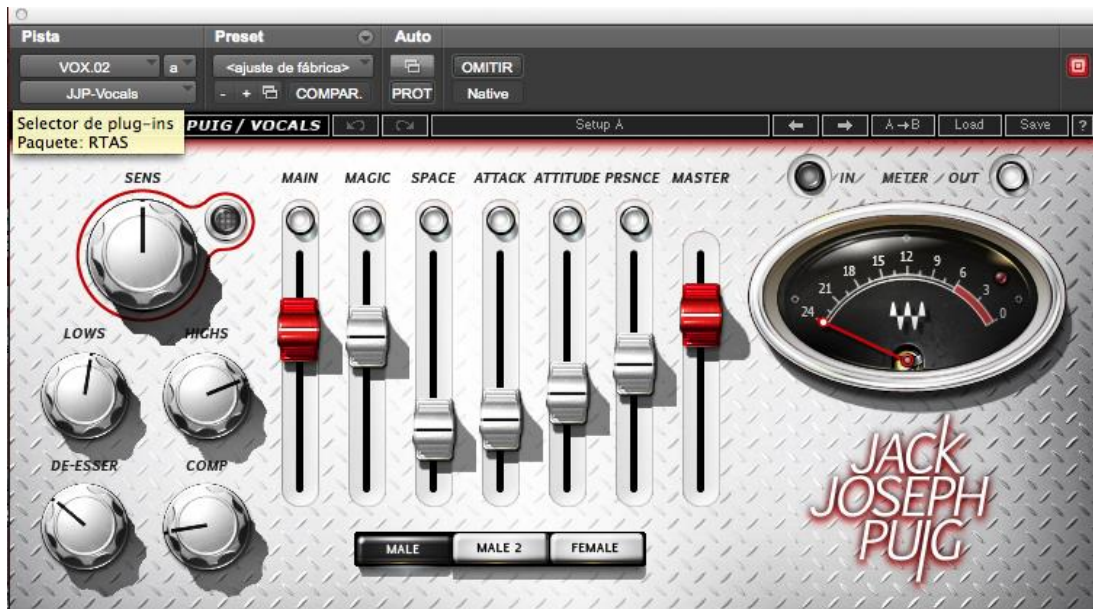 Pista Preset Auto
VOX.02 a <ajuste de fábrica> OMITIR
JJP-Vocals - + COMPAR. PROT Native
Selector de plug-ins
Paquete: RTAS
PUIG / VOCALS Setup A A→B Load Save ?
SENS MAIN MAGIC SPACE ATTACK ATTITUDE PRSNCE MASTER IN METER OUT
24 21 18 15 12 9 6 3 0
LOWS HIGHS
DE-ESSER COMP
MALE MALE 2 FEMALE
JACK
JOSEPH
PUIG